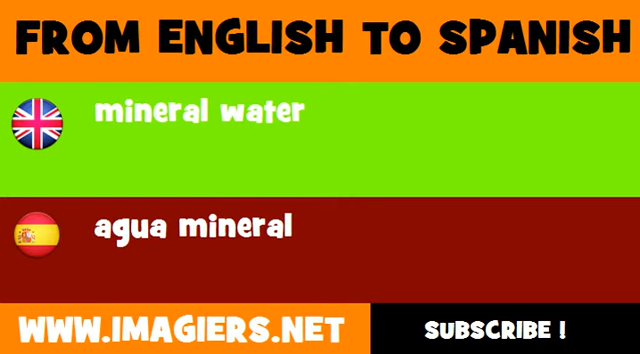 FROM ENGLISH TO SPANISH
mineral water
agua mineral
WWW.IMAGIERS.NET
SUBSCRIBE !